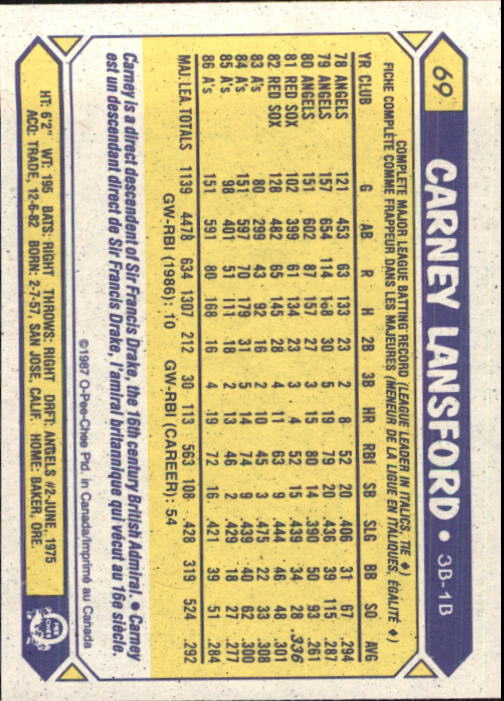 69
CARNEY LANSFORD • 3B-1B
COMPLETE MAJOR LEAGUE BATTING RECORD (LEAGUE LEADER IN ITALICS, TIE ♦)
FICHE COMPLÈTE COMME FRAPPEUR DANS LES MAJEURES (MENEUR DE LA LIGUE EN ITALIQUES, ÉGALITÉ ♦)
YR CLUB G AB R H 2B 3B HR RBI SB SLG BB SO AVG
78 ANGELS 121 453 63 133 23 2 8 52 20 .406 31 67 .294
79 ANGELS 157 654 114 188 30 5 19 79 20 .436 39 115 .287
80 ANGELS 151 602 87 157 27 3 15 80 14 .390 50 93 .261
81 RED SOX 102 399 61 134 23 3 4 52 15 .439 34 28 .336
82 RED SOX 128 482 65 145 28 4 11 63 9 .444 46 48 .301
83 A's 80 299 43 92 16 2 10 45 3 .475 22 33 .308
84 A's 151 597 70 179 31 5 14 74 9 .439 40 62 .300
85 A's 98 401 51 111 18 2 13 46 2 .429 18 27 .277
86 A's 151 591 80 168 16 4 19 72 16 .421 39 51 .284
MAJ. LEA. TOTALS 1139 4478 634 1307 212 30 113 563 108 .428 319 524 .292
GW-RBI (1986): 10 GW-RBI (CAREER): 54
Carney is a direct descendent of Sir Francis Drake, the 16th century British Admiral. • Carney
est un descendant direct de Sir Francis Drake, l'amiral britannique qui vécut au 16e siècle.
©1987 O-Pee-Chee Ptd. in Canada/Imprimé au Canada
HT: 6'2" WT: 195 BATS: RIGHT THROWS: RIGHT DRFT: ANGELS #2-JUNE, 1975
ACQ: TRADE, 12-6-82 BORN: 2-7-57, SAN JOSE, CALIF. HOME: BAKER, ORE.
O PEE CHEE